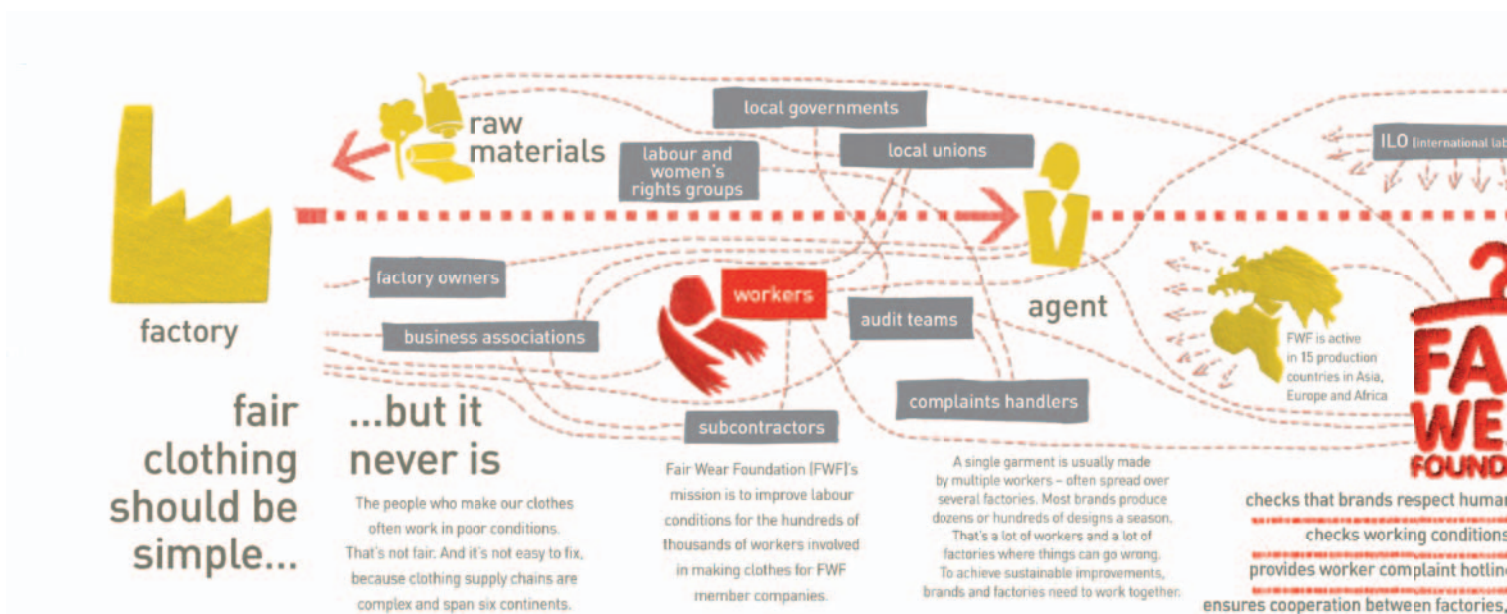 raw
materials
local governments
labour and
women's
rights groups
local unions
ILO (international lab
factory owners
workers
business associations
audit teams
agent
factory
complaints handlers
subcontractors
FWF is active
in 15 production
countries in Asia,
Europe and Africa
FA
WE
FOUND
fair
clothing
should be
simple...
...but it
never is
The people who make our clothes
often work in poor conditions.
That's not fair. And it's not easy to fix,
because clothing supply chains are
complex and span six continents.
Fair Wear Foundation (FWF)'s
mission is to improve labour
conditions for the hundreds of
thousands of workers involved
in making clothes for FWF
member companies.
A single garment is usually made
by multiple workers – often spread over
several factories. Most brands produce
dozens or hundreds of designs a season.
That's a lot of workers and a lot of
factories where things can go wrong.
To achieve sustainable improvements,
brands and factories need to work together.
checks that brands respect human
checks working conditions
provides worker complaint hotlin
ensures cooperation between factories,